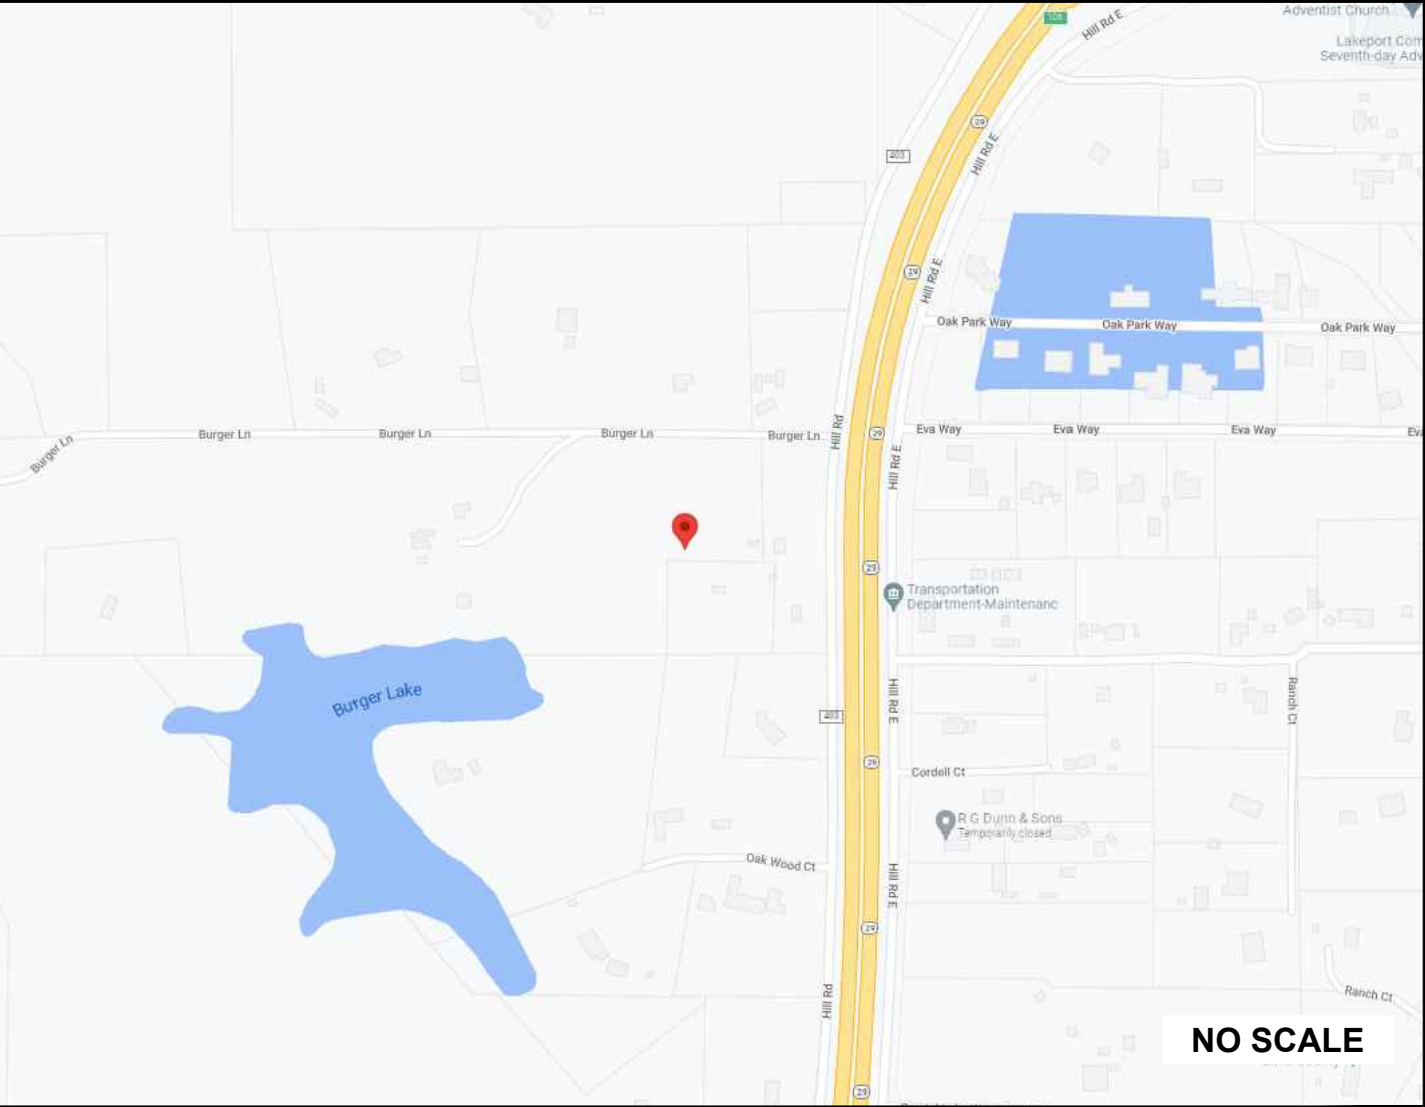 Adventist Church
Lakeport Com
Seventh-day Adv
106
Hill Rd E
29
Hill Rd E
403
29
Hill Rd E
Oak Park Way
Oak Park Way
Oak Park Way
Burger Ln
Burger Ln
Burger Ln
Burger Ln
Burger Ln
Hill Rd
29
Eva Way
Eva Way
Eva Way
Ev
Hill Rd E
29
Transportation
Department-Maintenanc
Burger Lake
403
Hill Rd E
Ranch Ct
29
Cordell Ct
R G Dunn & Sons
Temporarily closed
Oak Wood Ct
Hill Rd E
29
Hill Rd
Ranch Ct
NO SCALE
29